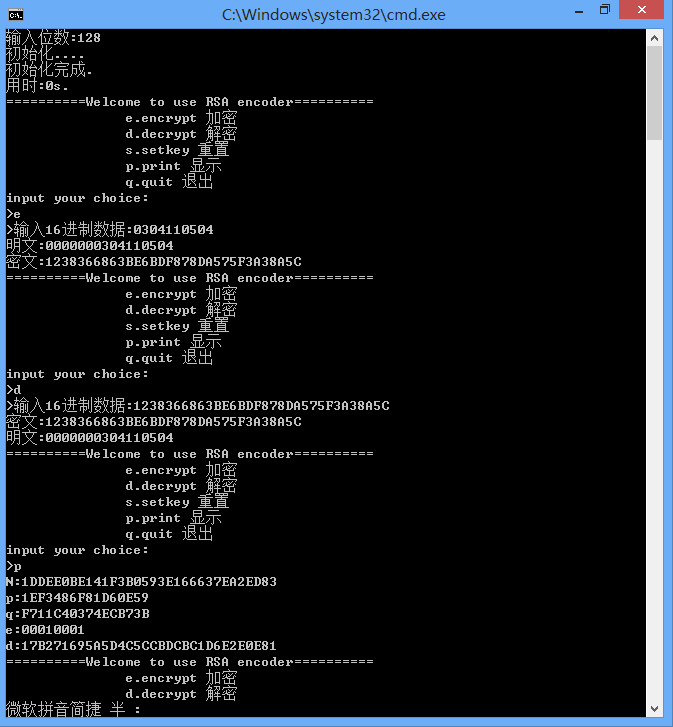 C:\Windows\system32\cmd.exe
输入位数:128
初始化....
初始化完成.
用时:0s.
==========Welcome to use RSA encoder==========
e.encrypt 加密
d.decrypt 解密
s.setkey 重置
p.print 显示
q.quit 退出
input your choice:
>e
>输入16进制数据:0304110504
明文:0000000304110504
密文:1238366863BE6BDF878DA575F3A38A5C
==========Welcome to use RSA encoder==========
e.encrypt 加密
d.decrypt 解密
s.setkey 重置
p.print 显示
q.quit 退出
input your choice:
>d
>输入16进制数据:1238366863BE6BDF878DA575F3A38A5C
密文:1238366863BE6BDF878DA575F3A38A5C
明文:0000000304110504
==========Welcome to use RSA encoder==========
e.encrypt 加密
d.decrypt 解密
s.setkey 重置
p.print 显示
q.quit 退出
input your choice:
>p
N:1DDEE0BE141F3B0593E166637EA2ED83
p:1EF3486F81D60E59
q:F711C40374ECB73B
e:00010001
d:17B271695A5D4C5CCBDCBC1D6E2E0E81
==========Welcome to use RSA encoder==========
e.encrypt 加密
d.decrypt 解密
微软拼音简捷 半 :